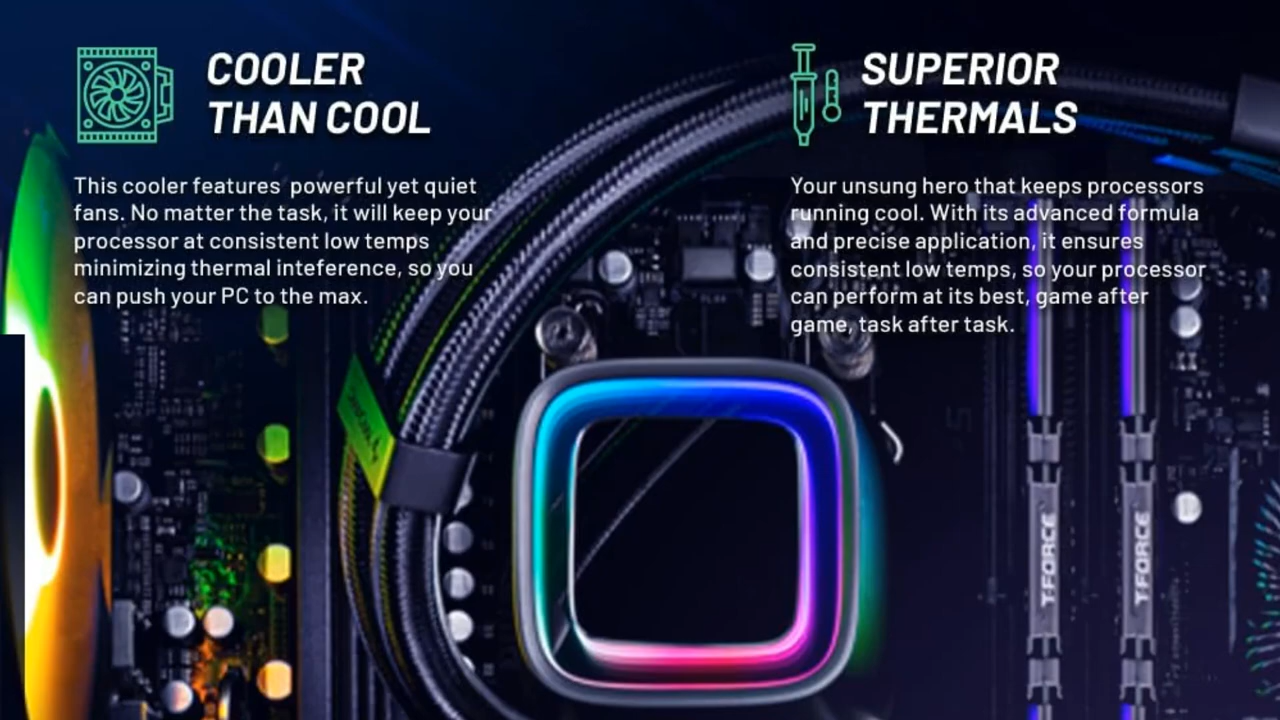 COOLER
THAN COOL
This cooler features  powerful yet quiet
fans. No matter the task, it will keep your
processor at consistent low temps
minimizing thermal inteference, so you
can push your PC to the max.
SUPERIOR
THERMALS
Your unsung hero that keeps processors
running cool. With its advanced formula
and precise application, it ensures
consistent low temps, so your processor
can perform at its best, game after
game, task after task.
T-FORCE
T-FORCE